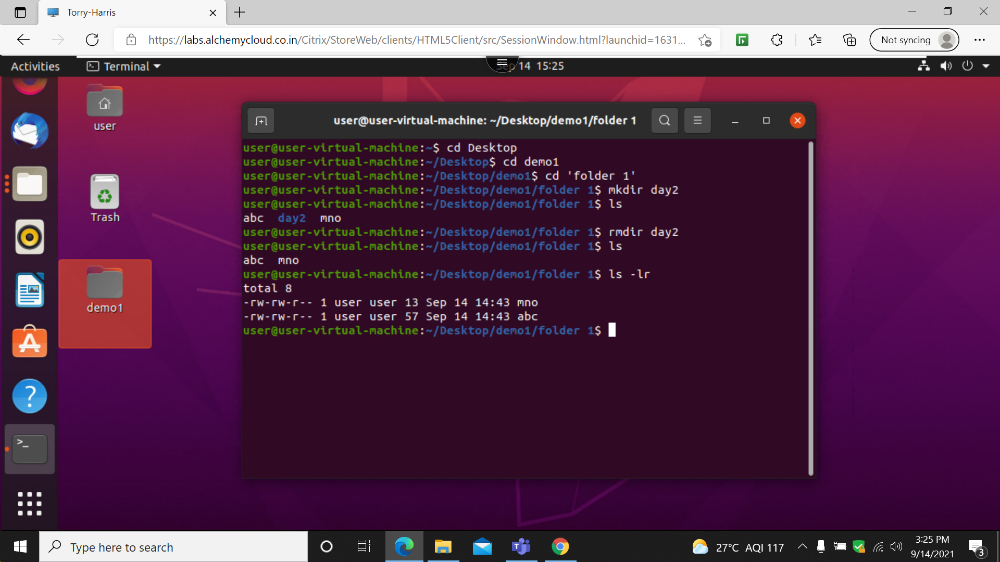 Torry-Harris
https://labs.alchemycloud.co.in/Citrix/StoreWeb/clients/HTML5Client/src/SessionWindow.html?launchid=1631...
Not syncing
Activities
Terminal
Sep 14 15:25
user
Trash
demo1
user@user-virtual-machine: ~/Desktop/demo1/folder 1
user@user-virtual-machine:~$ cd Desktop
user@user-virtual-machine:~/Desktop$ cd demo1
user@user-virtual-machine:~/Desktop/demo1$ cd 'folder 1'
user@user-virtual-machine:~/Desktop/demo1/folder 1$ mkdir day2
user@user-virtual-machine:~/Desktop/demo1/folder 1$ ls
abc  day2  mno
user@user-virtual-machine:~/Desktop/demo1/folder 1$ rmdir day2
user@user-virtual-machine:~/Desktop/demo1/folder 1$ ls
abc  mno
user@user-virtual-machine:~/Desktop/demo1/folder 1$ ls -lr
total 8
-rw-rw-r-- 1 user user 13 Sep 14 14:43 mno
-rw-rw-r-- 1 user user 57 Sep 14 14:43 abc
user@user-virtual-machine:~/Desktop/demo1/folder 1$
Type here to search
27°C AQI 117
3:25 PM
9/14/2021
3